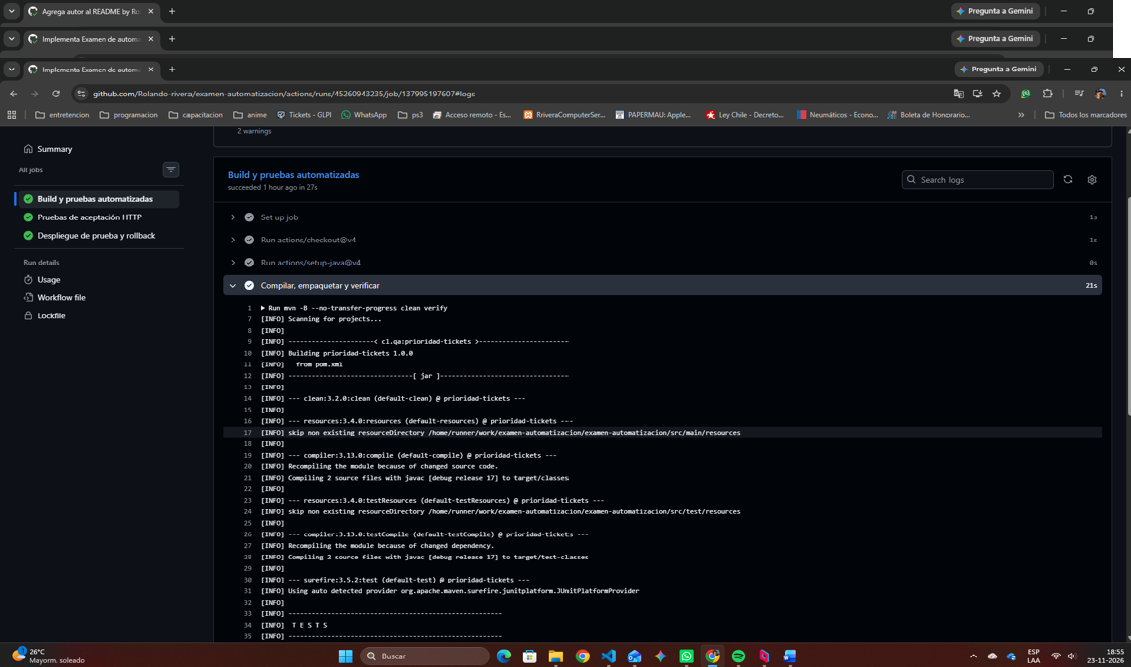 Agrega autor al README by Ro
Pregunta a Gemini
Implementa Examen de automa
Pregunta a Gemini
Implementa Examen de automa
Pregunta a Gemini
github.com/Rolando-rivera/examen-automatizacion/actions/runs/45260943235/job/137995197607#logs
entretencion programacion capacitacion anime Tickets - GLPI WhatsApp ps3 Acceso remoto - Es... RriveraComputerSer... PAPERMAU: Apple... Ley Chile - Decreto... Neumáticos - Econo... Boleta de Honorario... Todos los marcadores
2 warnings
Summary
All jobs
Build y pruebas automatizadas
Pruebas de aceptación HTTP
Despliegue de prueba y rollback
Run details
Usage
Workflow file
Lockfile
Build y pruebas automatizadas
succeeded 1 hour ago in 27s
Search logs
Set up job 1s
Run actions/checkout@v4 1s
Run actions/setup-java@v4 0s
Compilar, empaquetar y verificar 21s
1 Run mvn -B --no-transfer-progress clean verify
7 [INFO] Scanning for projects...
8 [INFO]
9 [INFO] ----------------------< cl.qa:prioridad-tickets >-----------------------
10 [INFO] Building prioridad-tickets 1.0.0
11 [INFO] from pom.xml
12 [INFO] --------------------------------[ jar ]---------------------------------
13 [INFO]
14 [INFO] --- clean:3.2.0:clean (default-clean) @ prioridad-tickets ---
15 [INFO]
16 [INFO] --- resources:3.4.0:resources (default-resources) @ prioridad-tickets ---
17 [INFO] skip non existing resourceDirectory /home/runner/work/examen-automatizacion/examen-automatizacion/src/main/resources
18 [INFO]
19 [INFO] --- compiler:3.13.0:compile (default-compile) @ prioridad-tickets ---
20 [INFO] Recompiling the module because of changed source code.
21 [INFO] Compiling 2 source files with javac [debug release 17] to target/classes
22 [INFO]
23 [INFO] --- resources:3.4.0:testResources (default-testResources) @ prioridad-tickets ---
24 [INFO] skip non existing resourceDirectory /home/runner/work/examen-automatizacion/examen-automatizacion/src/test/resources
25 [INFO]
26 [INFO] --- compiler:3.13.0:testCompile (default-testCompile) @ prioridad-tickets ---
27 [INFO] Recompiling the module because of changed dependency.
28 [INFO] Compiling 2 source files with javac [debug release 17] to target/test-classes
29 [INFO]
30 [INFO] --- surefire:3.5.2:test (default-test) @ prioridad-tickets ---
31 [INFO] Using auto detected provider org.apache.maven.surefire.junitplatform.JUnitPlatformProvider
32 [INFO]
33 [INFO] -------------------------------------------------------
34 [INFO] T E S T S
35 [INFO] -------------------------------------------------------
26°C
Mayorm. soleado
Buscar
ESP
LAA
18:55
23-11-2026